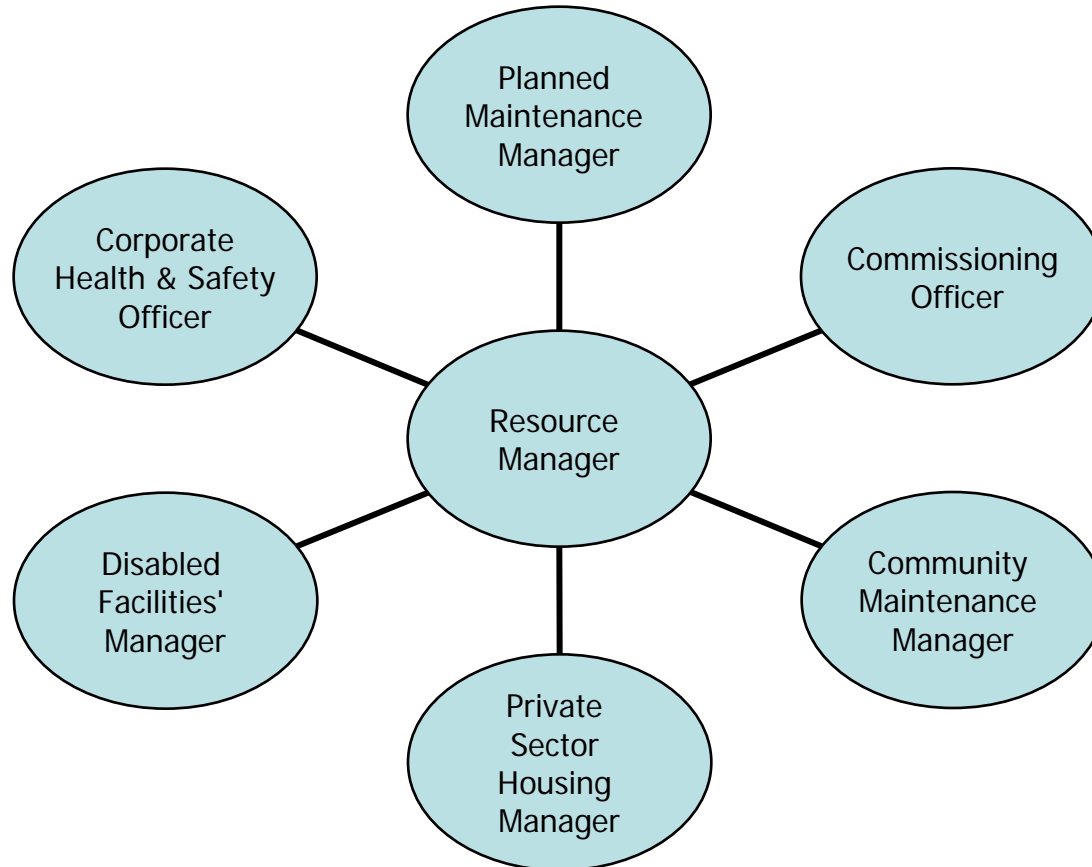 Planned
Maintenance
Manager
Corporate
Health & Safety
Officer
Commissioning
Officer
Resource
Manager
Disabled
Facilities'
Manager
Community
Maintenance
Manager
Private
Sector
Housing
Manager